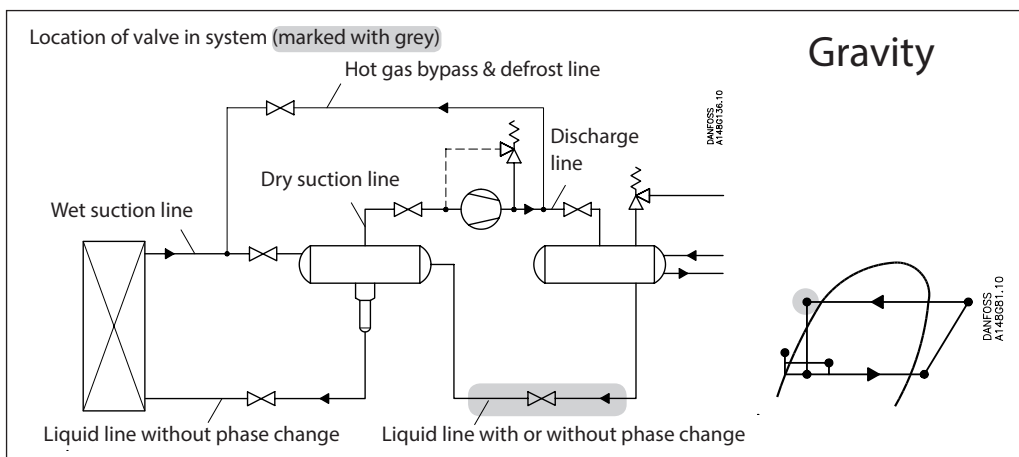 Location of valve in system (marked with grey)
Gravity
Hot gas bypass & defrost line
DANFOSS
A148G136.10
Discharge
line
Dry suction line
Wet suction line
DANFOSS
A148G81.10
Liquid line without phase change
Liquid line with or without phase change